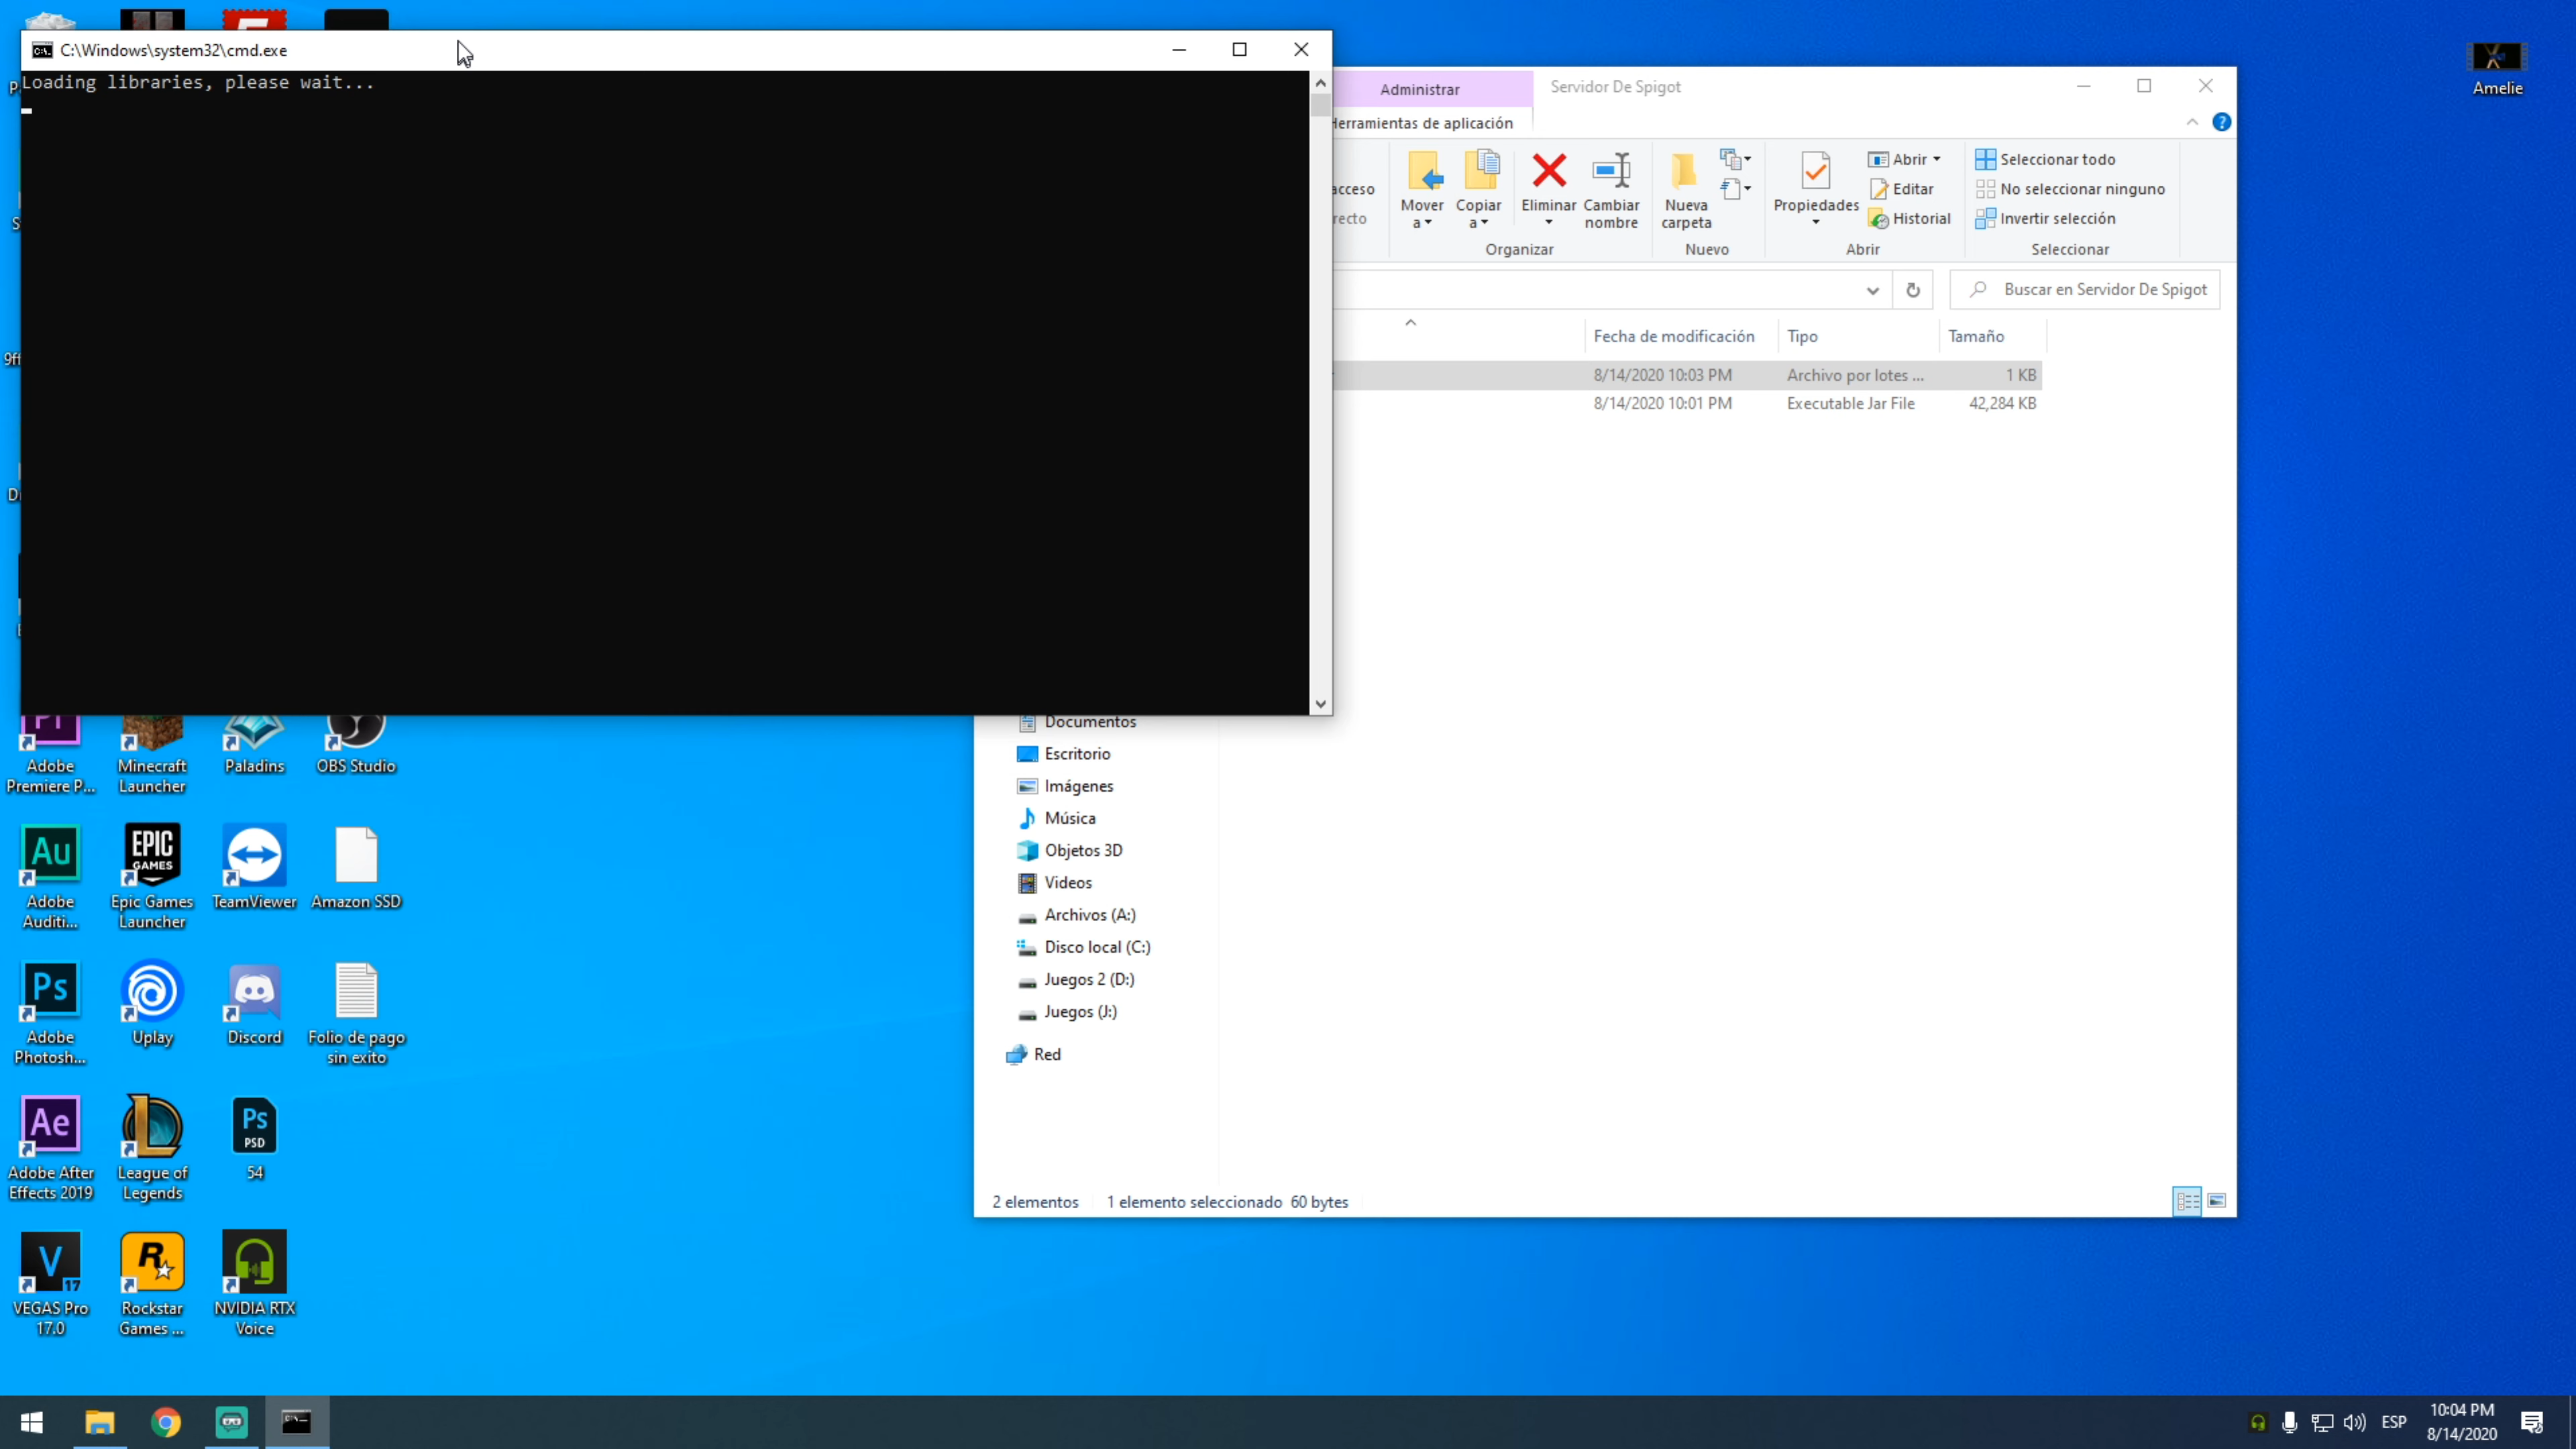 C:\Windows\system32\cmd.exe
Loading libraries, please wait...
Administrar
Servidor De Spigot
Herramientas de aplicación
acceso
recto
Mover
a
Copiar
a
Eliminar
Cambiar
nombre
Organizar
Nueva
carpeta
Nuevo
Propiedades
Abrir
Editar
Historial
Abrir
Seleccionar todo
No seleccionar ninguno
Invertir selección
Seleccionar
Buscar en Servidor De Spigot
Fecha de modificación
Tipo
Tamaño
8/14/2020 10:03 PM
Archivo por lotes ...
1 KB
8/14/2020 10:01 PM
Executable Jar File
42,284 KB
Documentos
Escritorio
Imágenes
Música
Objetos 3D
Videos
Archivos (A:)
Disco local (C:)
Juegos 2 (D:)
Juegos (J:)
Red
2 elementos
1 elemento seleccionado 60 bytes
Amelie
9ff
Adobe
Premiere P...
Minecraft
Launcher
Paladins
OBS Studio
Au
Adobe
Auditi...
EPIC
GAMES
Epic Games
Launcher
TeamViewer
Amazon SSD
Ps
Adobe
Photosh...
Uplay
Discord
Folio de pago
sin exito
Ae
Adobe After
Effects 2019
League of
Legends
Ps
PSD
54
V
17
VEGAS Pro
17.0
R
Rockstar
Games ...
NVIDIA RTX
Voice
ESP
10:04 PM
8/14/2020